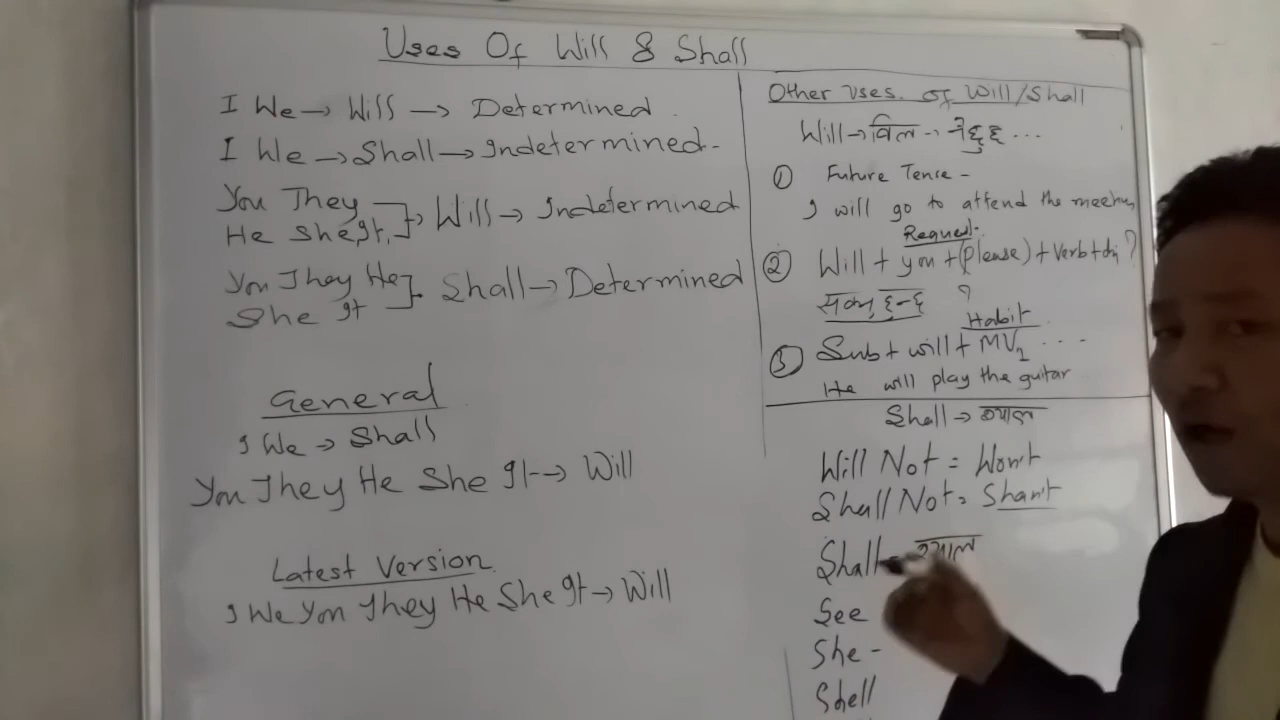 Uses Of Will & Shall
I We → Will → Determined.
I We → Shall → Indetermined-
You They
He She It, ] → Will → Indetermined
You They He
She It ] Shall → Determined
General
I We → Shall
You They He She It → Will
Latest Version
I We You They He She It → Will
Other Uses. Of Will/Shall
Will → विल →
① Future Tence -
I will go to attend the meeting
Request-
② Will + you + (please) + Verb + obj ?
?
Habit
③ Sub + will + MV1 ...
He will play the guitar
Shall → श्याल
Will Not = Won't
Shall Not = Shan't
Shall श्याल
See
She -
Shell